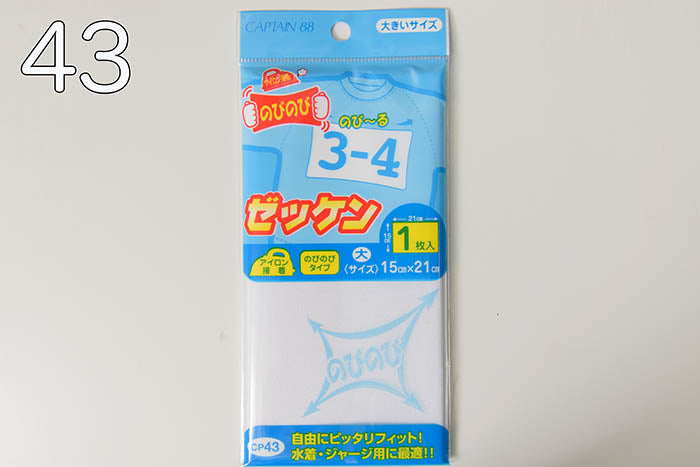 43
CAPTAIN 88
大きいサイズ
のびのび
のび〜る
3-4
ゼッケン
21cm
15cm
1枚入
アイロン
接着
のびのび
タイプ
大
〈サイズ〉15cm×21cm
のびのび
自由にピッタリフィット!
水着・ジャージ用に最適!!
CP43